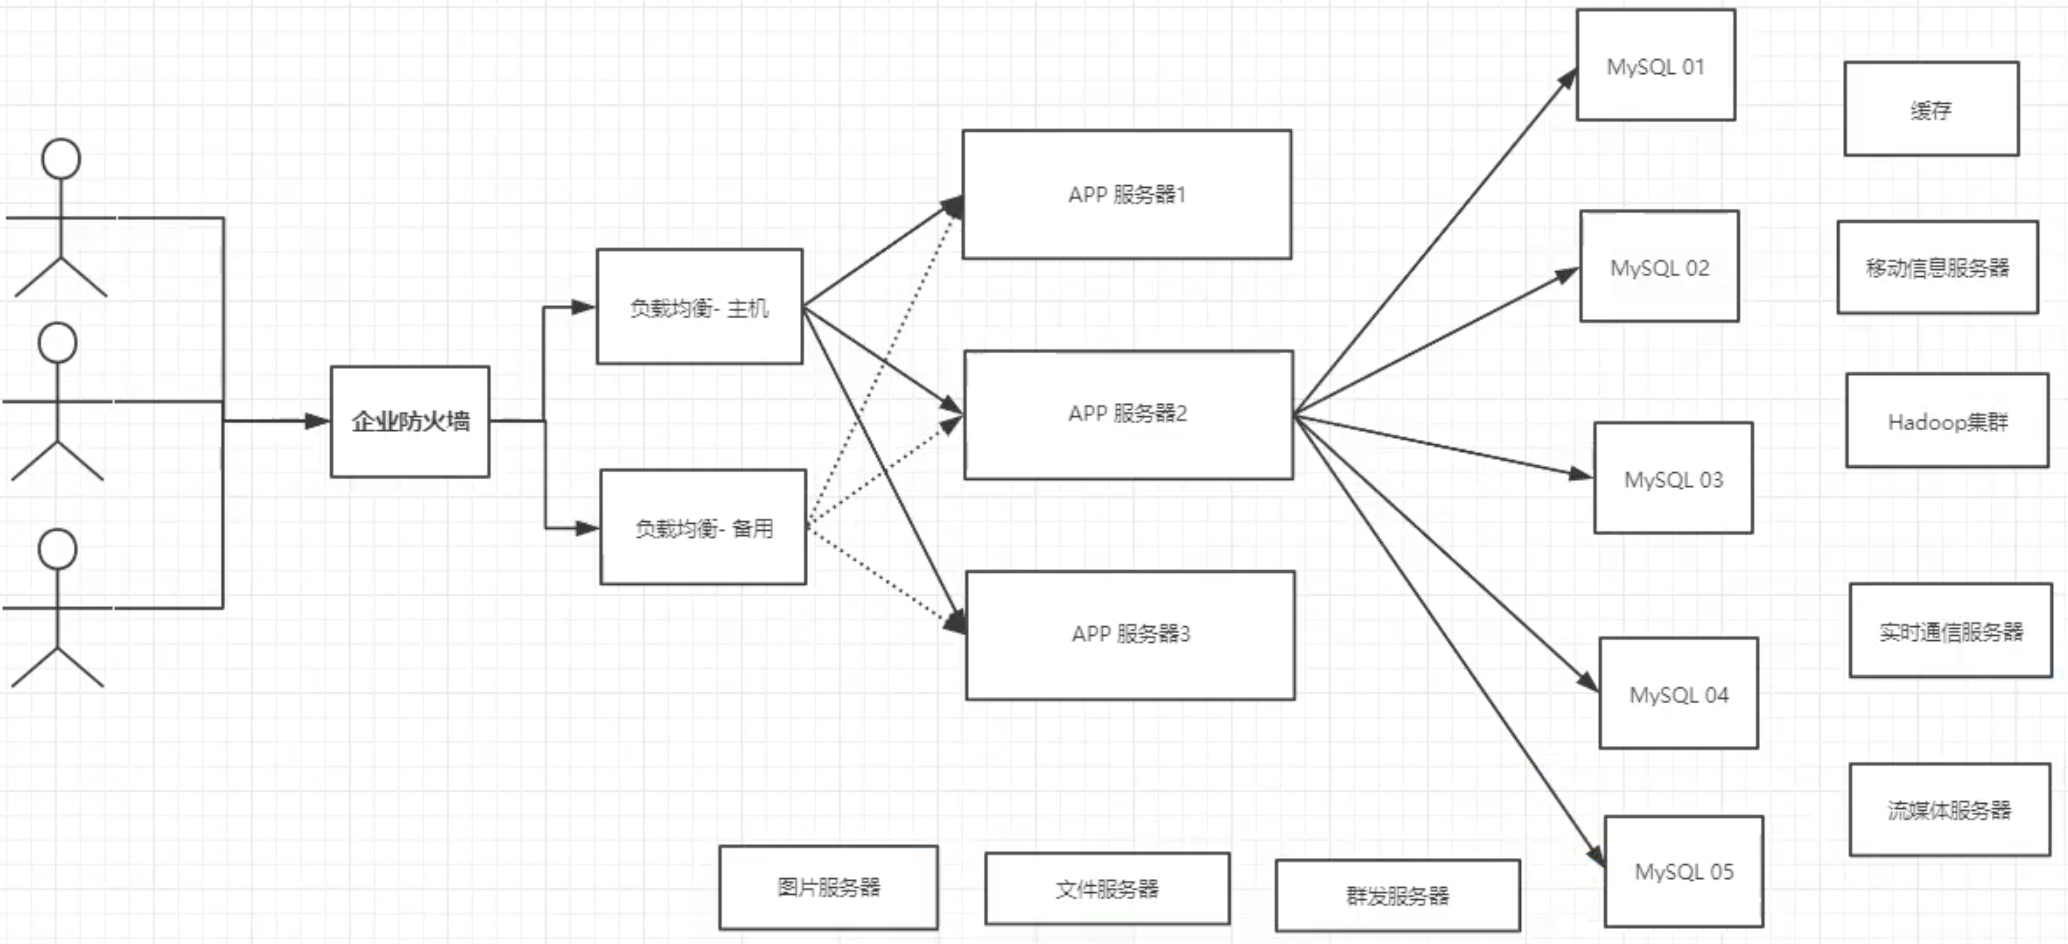 企业防火墙
负载均衡- 主机
负载均衡- 备用
APP 服务器1
APP 服务器2
APP 服务器3
MySQL 01
MySQL 02
MySQL 03
MySQL 04
MySQL 05
缓存
移动信息服务器
Hadoop集群
实时通信服务器
流媒体服务器
图片服务器
文件服务器
群发服务器